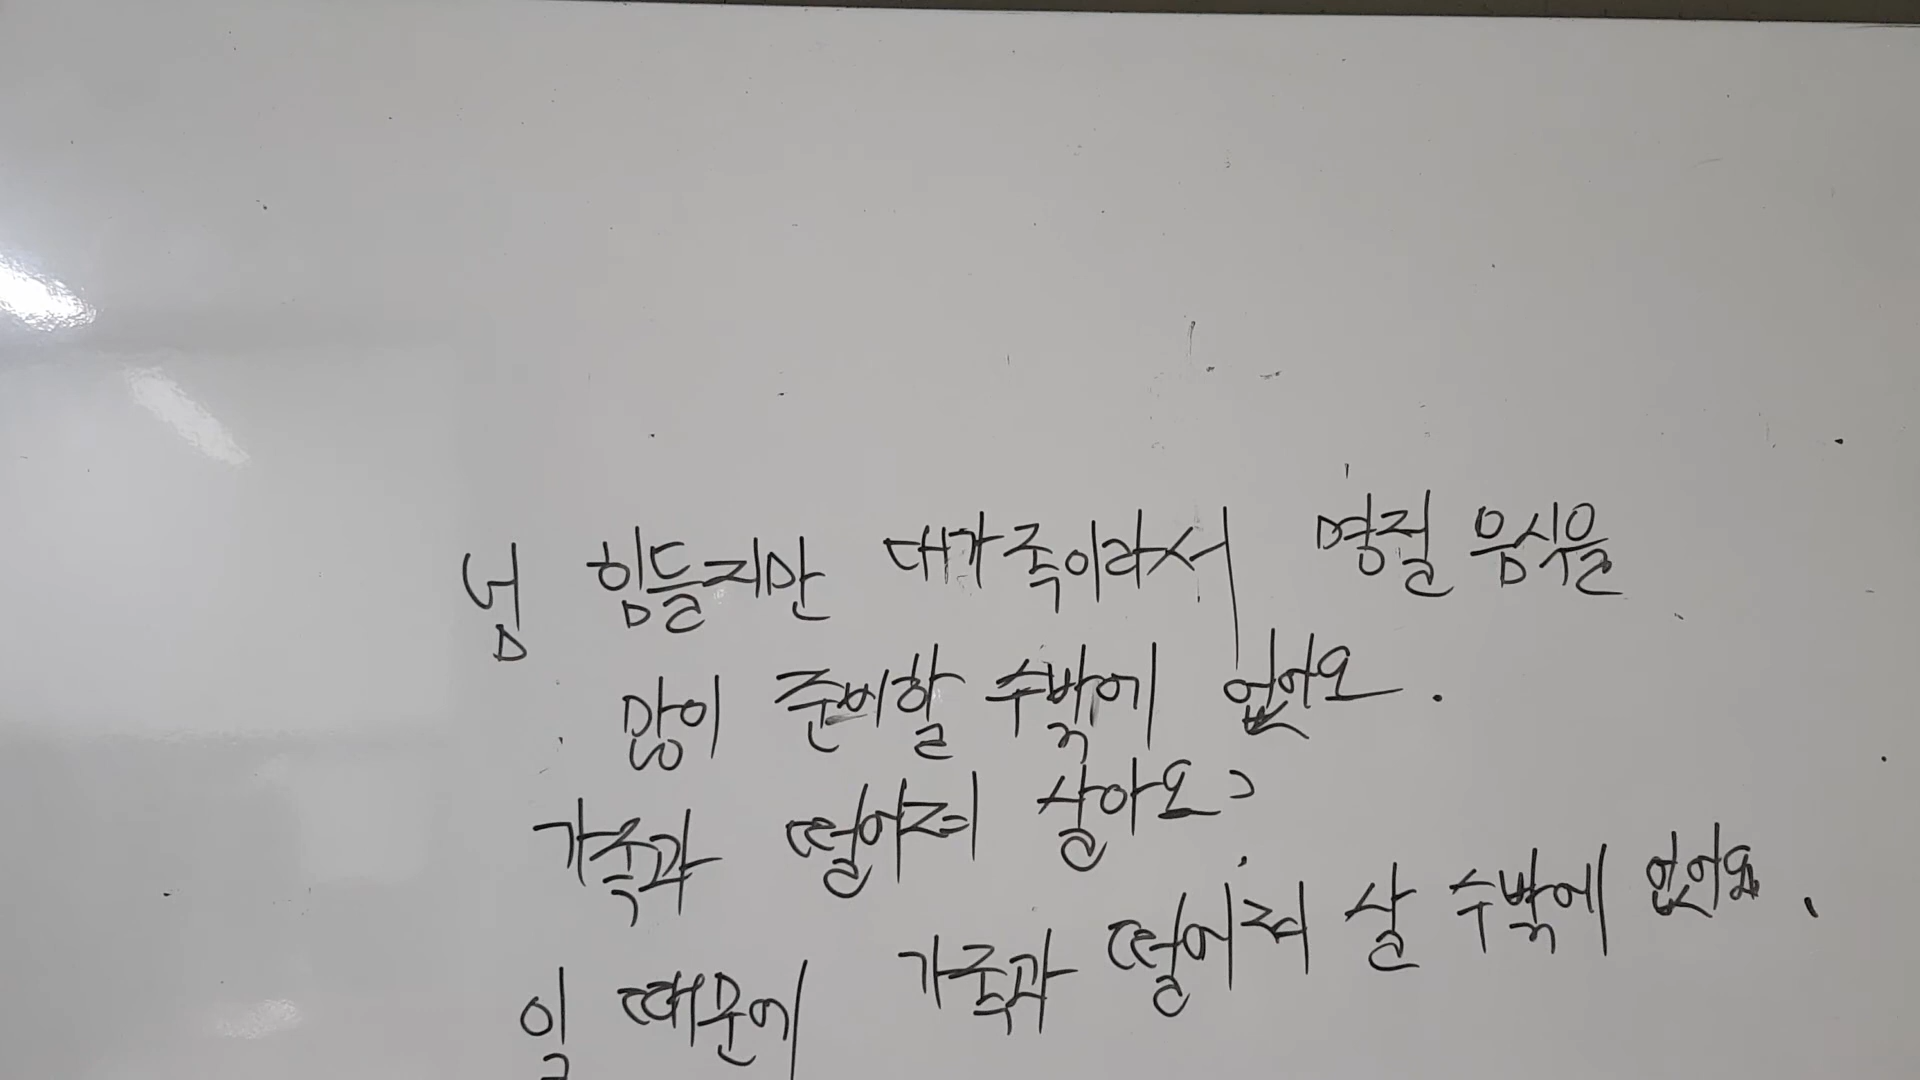 넘 힘들지만 대가족이라서 명절 음식을
많이 준비할 수밖에 없어요.
가족과 떨어져 살아요?
일 때문에 가족과 떨어져 살 수밖에 없어요.